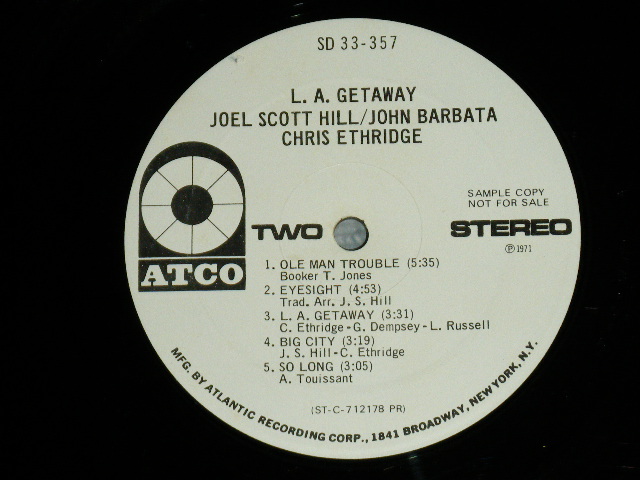 SD 33-357
L. A. GETAWAY
JOEL SCOTT HILL/JOHN BARBATA
CHRIS ETHRIDGE
SAMPLE COPY
NOT FOR SALE
ATCO
TWO
STEREO
℗1971
1. OLE MAN TROUBLE (5:35)
Booker T. Jones
2. EYESIGHT (4:53)
Trad. Arr. J. S. Hill
3. L. A. GETAWAY (3:31)
C. Ethridge-G. Dempsey-L. Russell
4. BIG CITY (3:19)
J. S. Hill-C. Ethridge
5. SO LONG (3:05)
A. Touissant
(ST-C-712178 PR)
MFG. BY ATLANTIC RECORDING CORP., 1841 BROADWAY, NEW YORK, N.Y.